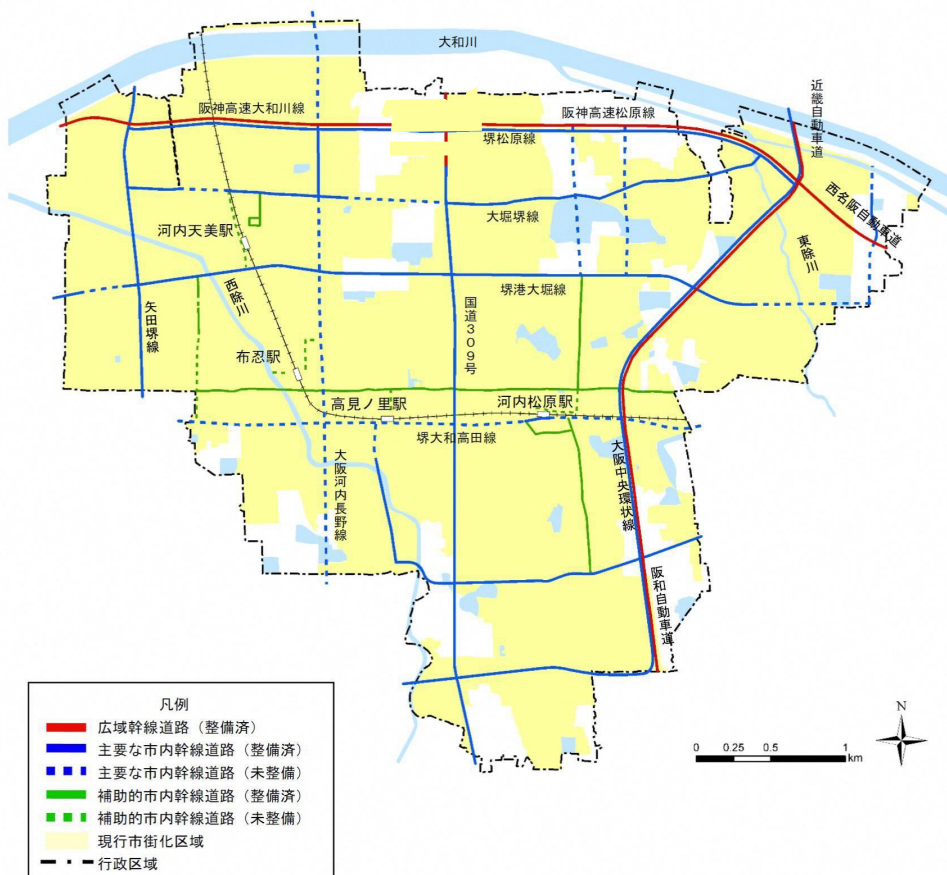 大和川
近畿自動車道
阪神高速大和川線
阪神高速松原線
堺松原線
西名阪自動車道
大堀堺線
河内天美駅
東除川
西除川
堺港大堀線
矢田堺線
国道309号
布忍駅
高見ノ里駅
河内松原駅
堺大和高田線
大阪河内長野線
大阪中央環状線
阪和自動車道
凡例
広域幹線道路（整備済）
主要な市内幹線道路（整備済）
主要な市内幹線道路（未整備）
補助的市内幹線道路（整備済）
補助的市内幹線道路（未整備）
現行市街化区域
行政区域
0 0.25 0.5 1
km
N